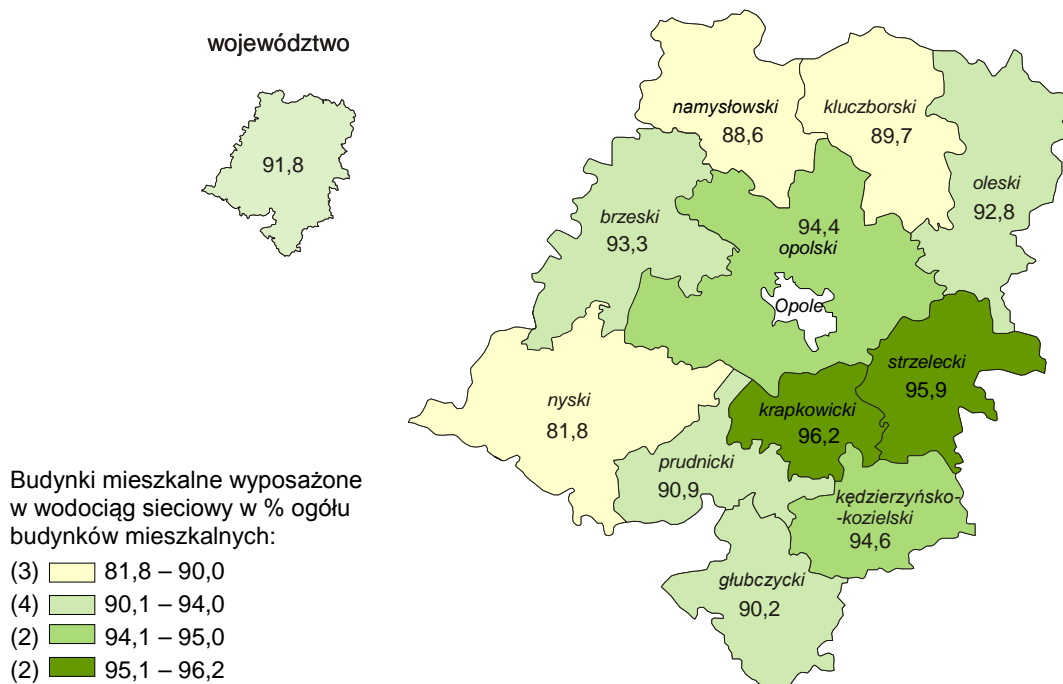 województwo
91,8
namysłowski
88,6
kluczborski
89,7
oleski
92,8
brzeski
93,3
94,4
opolski
Opole
strzelecki
95,9
nyski
81,8
krapkowicki
96,2
prudnicki
90,9
kędzierzyńsko-
-kozielski
94,6
głubczycki
90,2
Budynki mieszkalne wyposażone
w wodociąg sieciowy w % ogółu
budynków mieszkalnych:
(3) 81,8 – 90,0
(4) 90,1 – 94,0
(2) 94,1 – 95,0
(2) 95,1 – 96,2